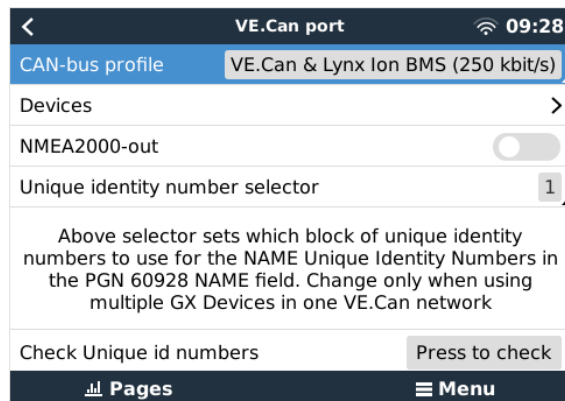 VE.Can port 09:28
CAN-bus profile VE.Can & Lynx Ion BMS (250 kbit/s)
Devices
NMEA2000-out
Unique identity number selector 1
Above selector sets which block of unique identity
numbers to use for the NAME Unique Identity Numbers in
the PGN 60928 NAME field. Change only when using
multiple GX Devices in one VE.Can network
Check Unique id numbers Press to check
Pages Menu